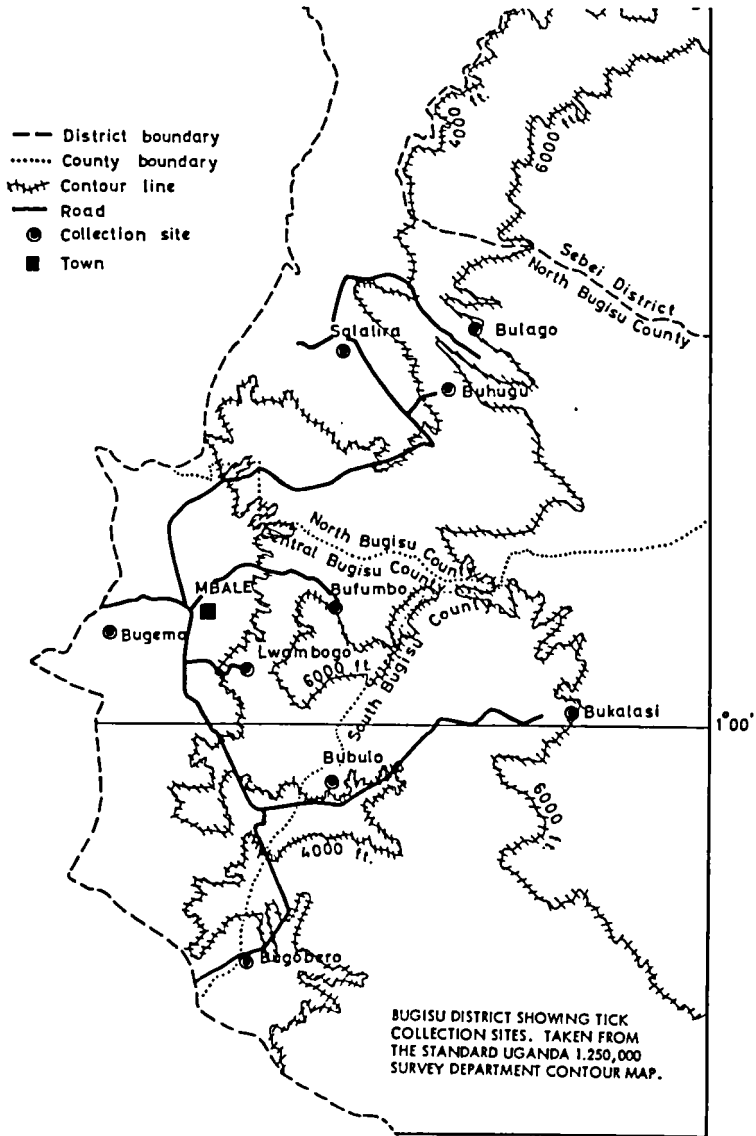 District boundary
County boundary
Contour line
Road
Collection site
Town
4000 ft.
6000 ft.
Sebei District
North Bugisu County
Salalira
Bulago
Buhugu
North Bugisu County
Central Bugisu County
MBALE
Bufumbo
Bugema
Lwambogo
6000 ft.
South Bugisu County
Bukalasi
1°00'
Bubulo
6000 ft
4000 ft.
Bugobero
BUGISU DISTRICT SHOWING TICK
COLLECTION SITES. TAKEN FROM
THE STANDARD UGANDA 1.250,000
SURVEY DEPARTMENT CONTOUR MAP.